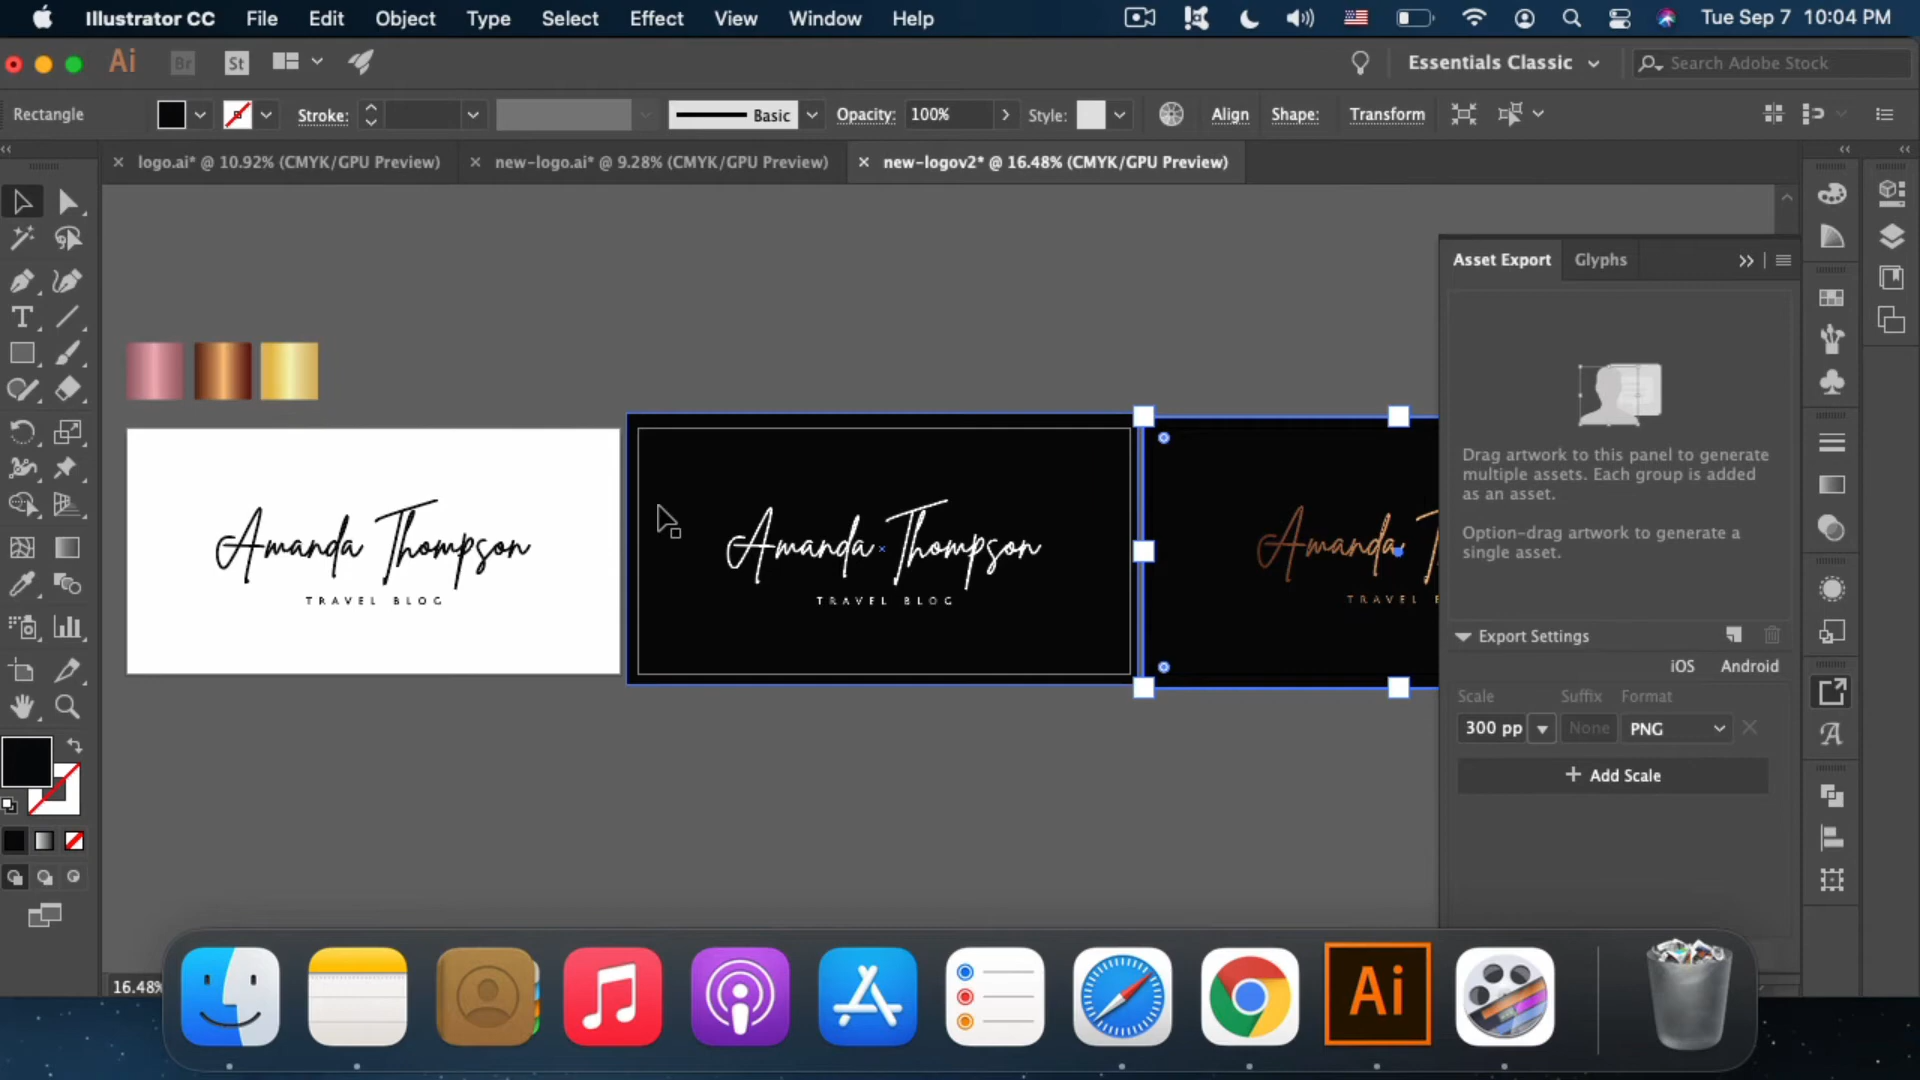 Illustrator CC File Edit Object Type Select Effect View Window Help Tue Sep 7 10:04 PM
Ai Br St Essentials Classic Search Adobe Stock
Rectangle Stroke: Basic Opacity: 100% Style: Align Shape: Transform
logo.ai* @ 10.92% (CMYK/GPU Preview) new-logo.ai* @ 9.28% (CMYK/GPU Preview) new-logov2* @ 16.48% (CMYK/GPU Preview)
Asset Export Glyphs
Drag artwork to this panel to generate
multiple assets. Each group is added
as an asset.
Option-drag artwork to generate a
single asset.
Amanda Thompson
TRAVEL BLOG
Amanda Thompson
TRAVEL BLOG
Amanda T
TRAVEL
Export Settings
iOS Android
Scale Suffix Format
300 pp None PNG
+ Add Scale
16.48%
Ai